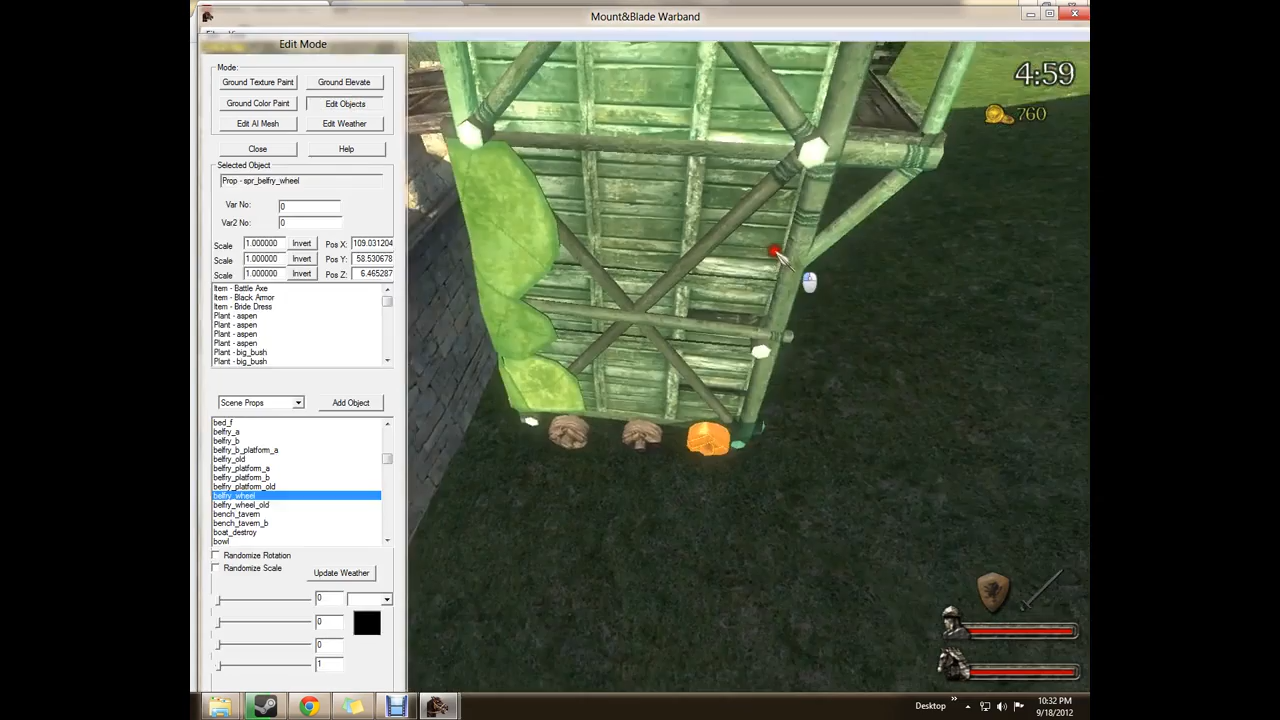 Mount&Blade Warband
Edit Mode
Mode:
Ground Texture Paint Ground Elevate
Ground Color Paint Edit Objects
Edit AI Mesh Edit Weather
Close Help
Selected Object
Prop - spr_belfry_wheel
Var No: 0
Var2 No: 0
Scale 1.000000 Invert Pos X: 109.031204
Scale 1.000000 Invert Pos Y: 58.530678
Scale 1.000000 Invert Pos Z: 6.465287
Item - Battle Axe
Item - Black Armor
Item - Bride Dress
Plant - aspen
Plant - aspen
Plant - aspen
Plant - aspen
Plant - big_bush
Plant - big_bush
Scene Props Add Object
bed_f
belfry_a
belfry_b
belfry_b_platform_a
belfry_old
belfry_platform_a
belfry_platform_b
belfry_platform_old
belfry_wheel
belfry_wheel_old
bench_tavern
bench_tavern_b
boat_destroy
bowl
Randomize Rotation
Randomize Scale Update Weather
0
0
0
1
4:59
760
Desktop
10:32 PM
9/18/2012